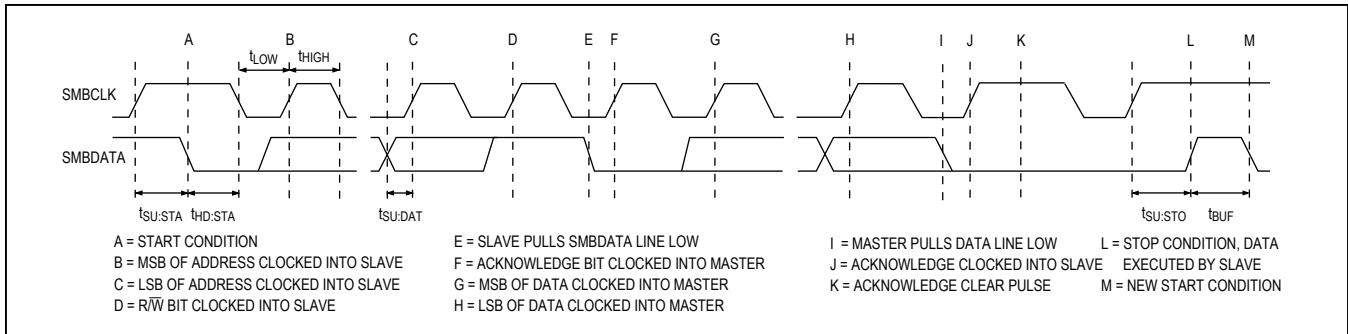 A B C D E F G H I J K L M
tLOW tHIGH
SMBCLK
SMBDATA
tSU:STA tHD:STA tSU:DAT tSU:STO tBUF
A = START CONDITION
B = MSB OF ADDRESS CLOCKED INTO SLAVE
C = LSB OF ADDRESS CLOCKED INTO SLAVE
D = R/W̅ BIT CLOCKED INTO SLAVE
E = SLAVE PULLS SMBDATA LINE LOW
F = ACKNOWLEDGE BIT CLOCKED INTO MASTER
G = MSB OF DATA CLOCKED INTO MASTER
H = LSB OF DATA CLOCKED INTO MASTER
I = MASTER PULLS DATA LINE LOW
J = ACKNOWLEDGE CLOCKED INTO SLAVE
K = ACKNOWLEDGE CLEAR PULSE
L = STOP CONDITION, DATA
EXECUTED BY SLAVE
M = NEW START CONDITION